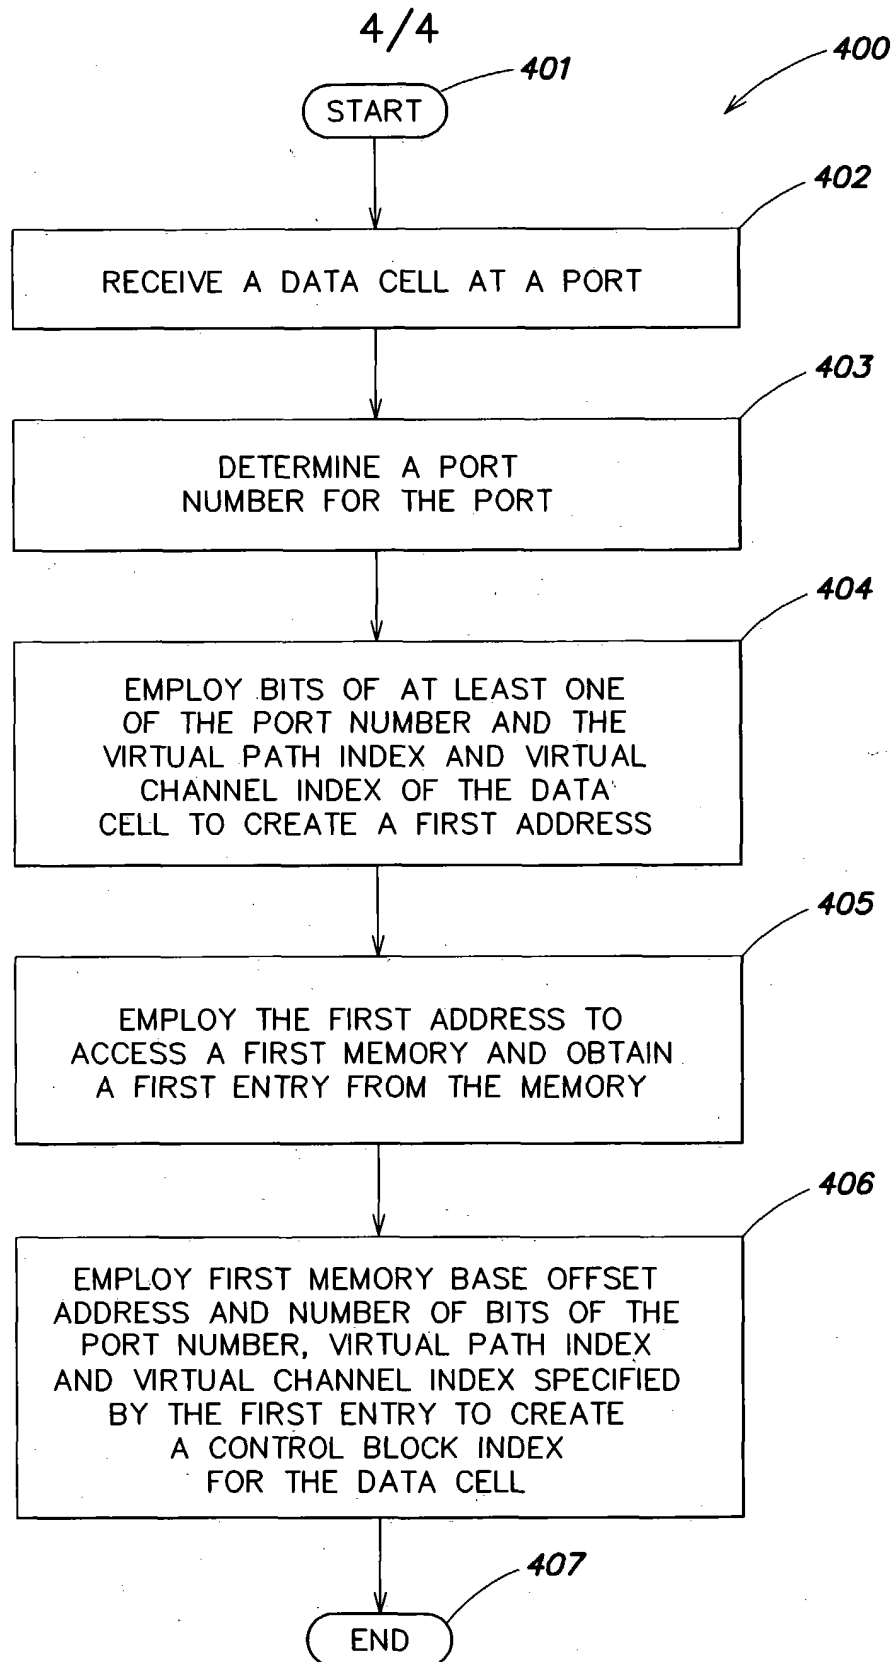 4/4
400
401
START
402
RECEIVE A DATA CELL AT A PORT
403
DETERMINE A PORT
NUMBER FOR THE PORT
404
EMPLOY BITS OF AT LEAST ONE
OF THE PORT NUMBER AND THE
VIRTUAL PATH INDEX AND VIRTUAL
CHANNEL INDEX OF THE DATA
CELL TO CREATE A FIRST ADDRESS
405
EMPLOY THE FIRST ADDRESS TO
ACCESS A FIRST MEMORY AND OBTAIN
A FIRST ENTRY FROM THE MEMORY
406
EMPLOY FIRST MEMORY BASE OFFSET
ADDRESS AND NUMBER OF BITS OF THE
PORT NUMBER, VIRTUAL PATH INDEX
AND VIRTUAL CHANNEL INDEX SPECIFIED
BY THE FIRST ENTRY TO CREATE
A CONTROL BLOCK INDEX
FOR THE DATA CELL
407
END